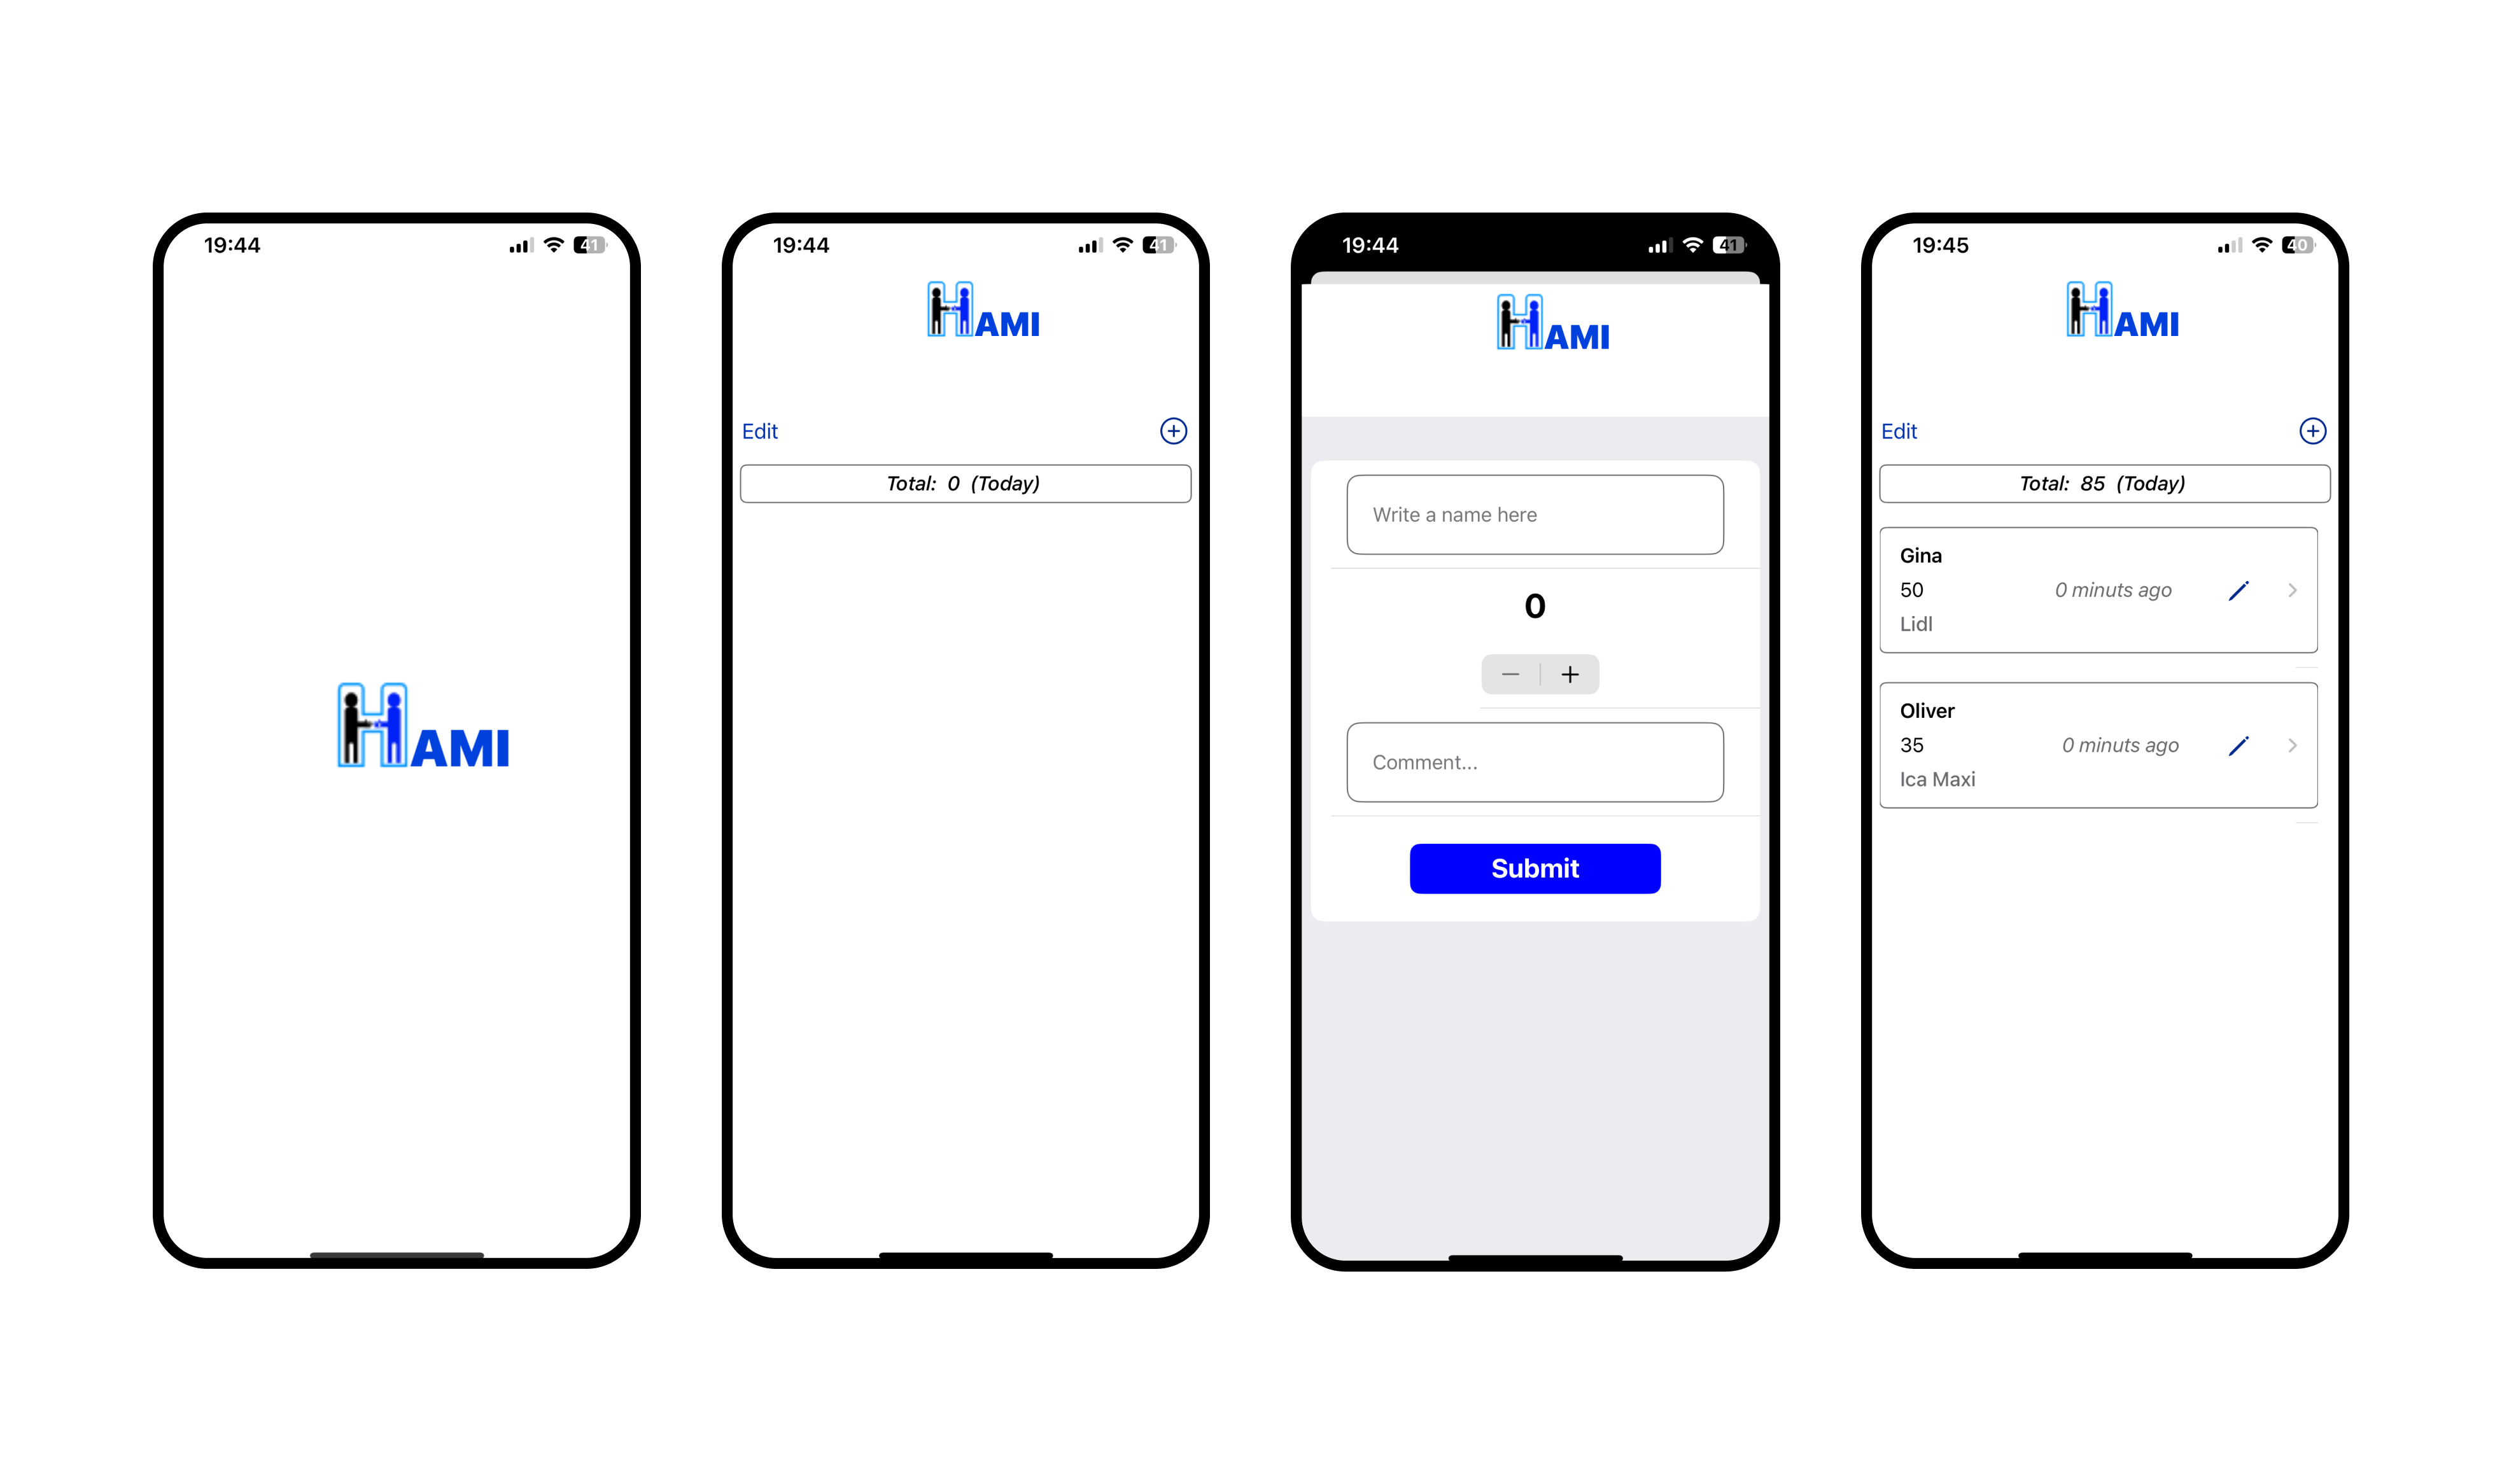 19:44
41
HAMI
19:44
41
HAMI
Edit
Total: 0 (Today)
19:44
41
HAMI
Write a name here
0
Comment...
Submit
19:45
40
HAMI
Edit
Total: 85 (Today)
Gina
50 0 minuts ago
Lidl
Oliver
35 0 minuts ago
Ica Maxi